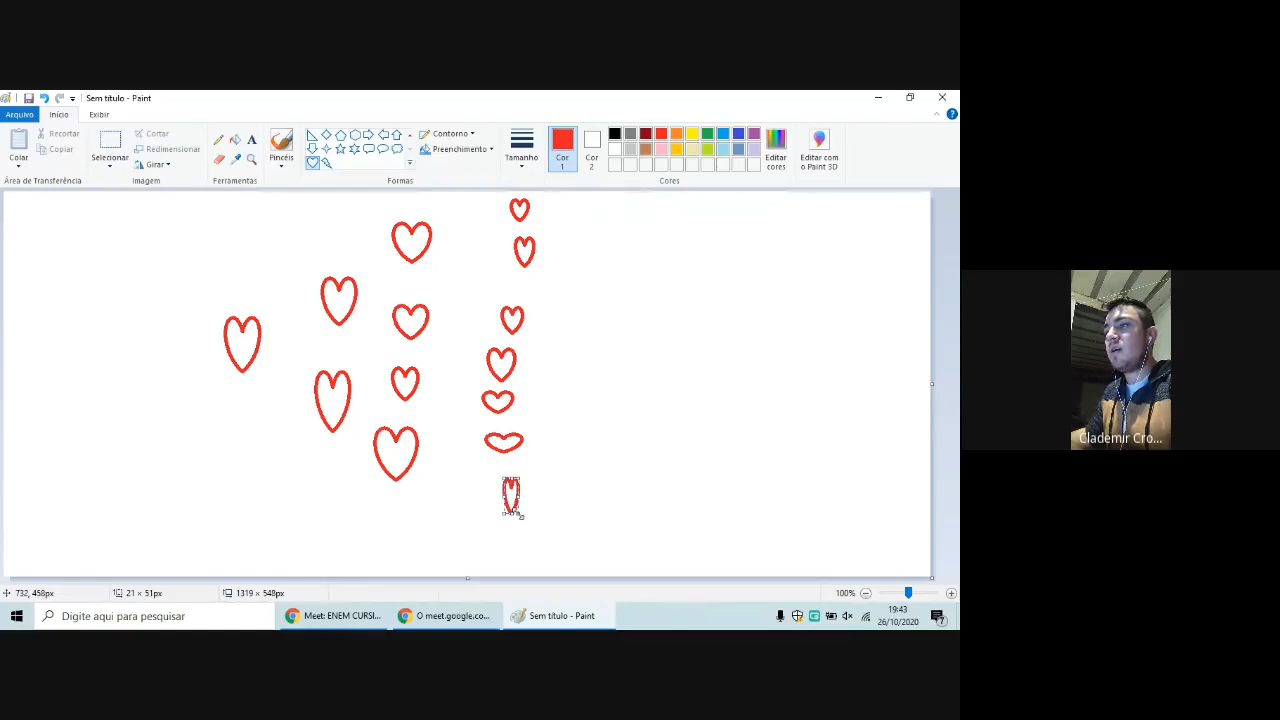 Sem título - Paint
Arquivo Início Exibir
Colar
Recortar
Copiar
Área de Transferência
Selecionar
Cortar
Redimensionar
Girar
Imagem
A
Ferramentas
Pincéis
Contorno
Preenchimento
Formas
Tamanho
Cor 1
Cor 2
Editar cores
Cores
Editar com o Paint 3D
Clademir Cro...
732, 458px 21 × 51px 1319 × 548px 100%
Digite aqui para pesquisar
Meet: ENEM CURSI...
O meet.google.co...
Sem título - Paint
19:43
26/10/2020
7